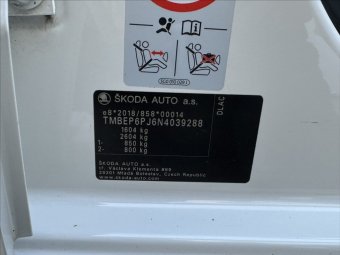 ŠKODA AUTO a.s.
e8*2018/858*00014
TMBEP6PJ6N4039288
1604 kg
2604 kg
1- 850 kg
2- 800 kg
ŠKODA AUTO a.s.
tř. Václava Klementa 869
29301 Mladá Boleslav, Czech Republic
www.skoda-auto.com
DLAC